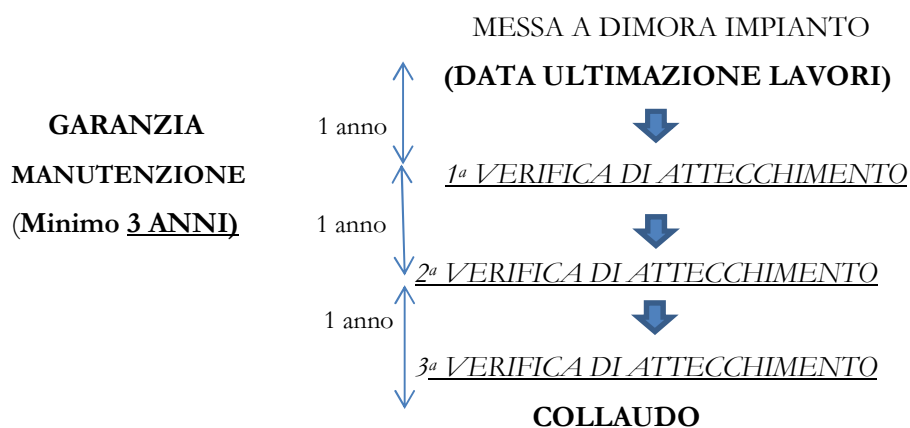 MESSA A DIMORA IMPIANTO
(DATA ULTIMAZIONE LAVORI)
GARANZIA
MANUTENZIONE
(Minimo 3 ANNI)
1 anno
1ª VERIFICA DI ATTECCHIMENTO
1 anno
2ª VERIFICA DI ATTECCHIMENTO
1 anno
3ª VERIFICA DI ATTECCHIMENTO
COLLAUDO